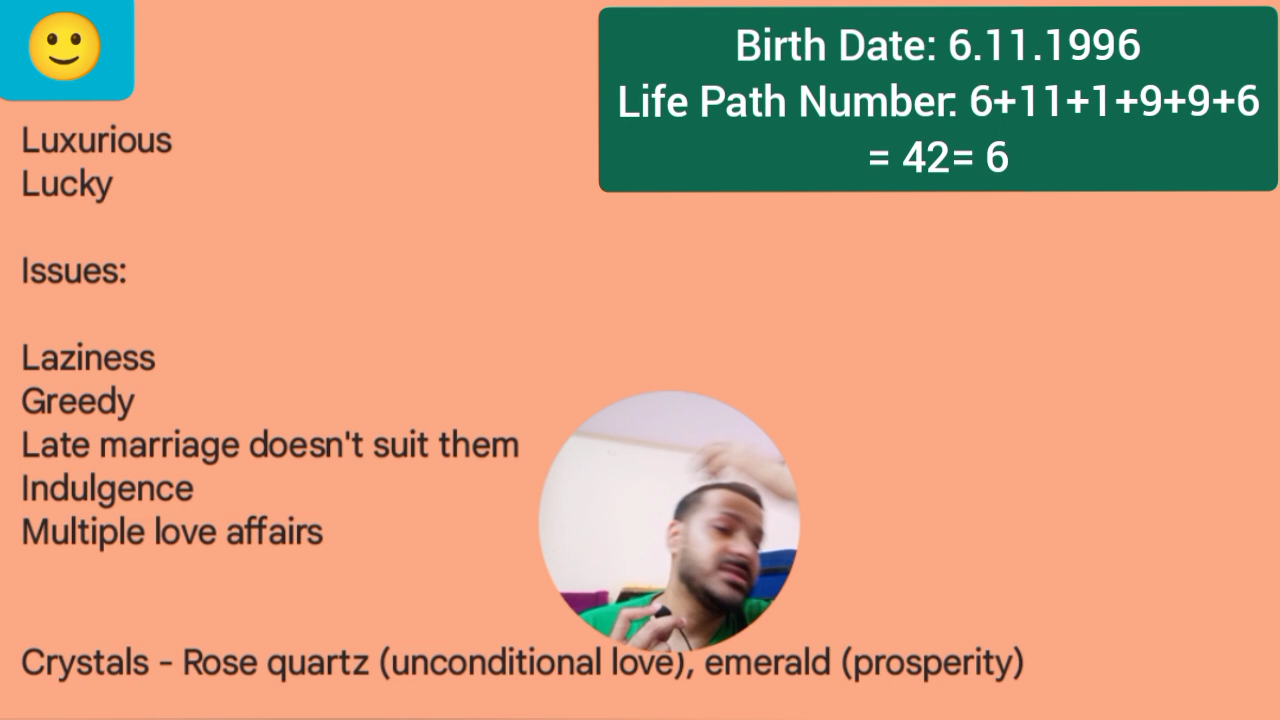 Birth Date: 6.11.1996
Life Path Number: 6+11+1+9+9+6
= 42= 6
Luxurious
Lucky
Issues:
Laziness
Greedy
Late marriage doesn't suit them
Indulgence
Multiple love affairs
Crystals - Rose quartz (unconditional love), emerald (prosperity)